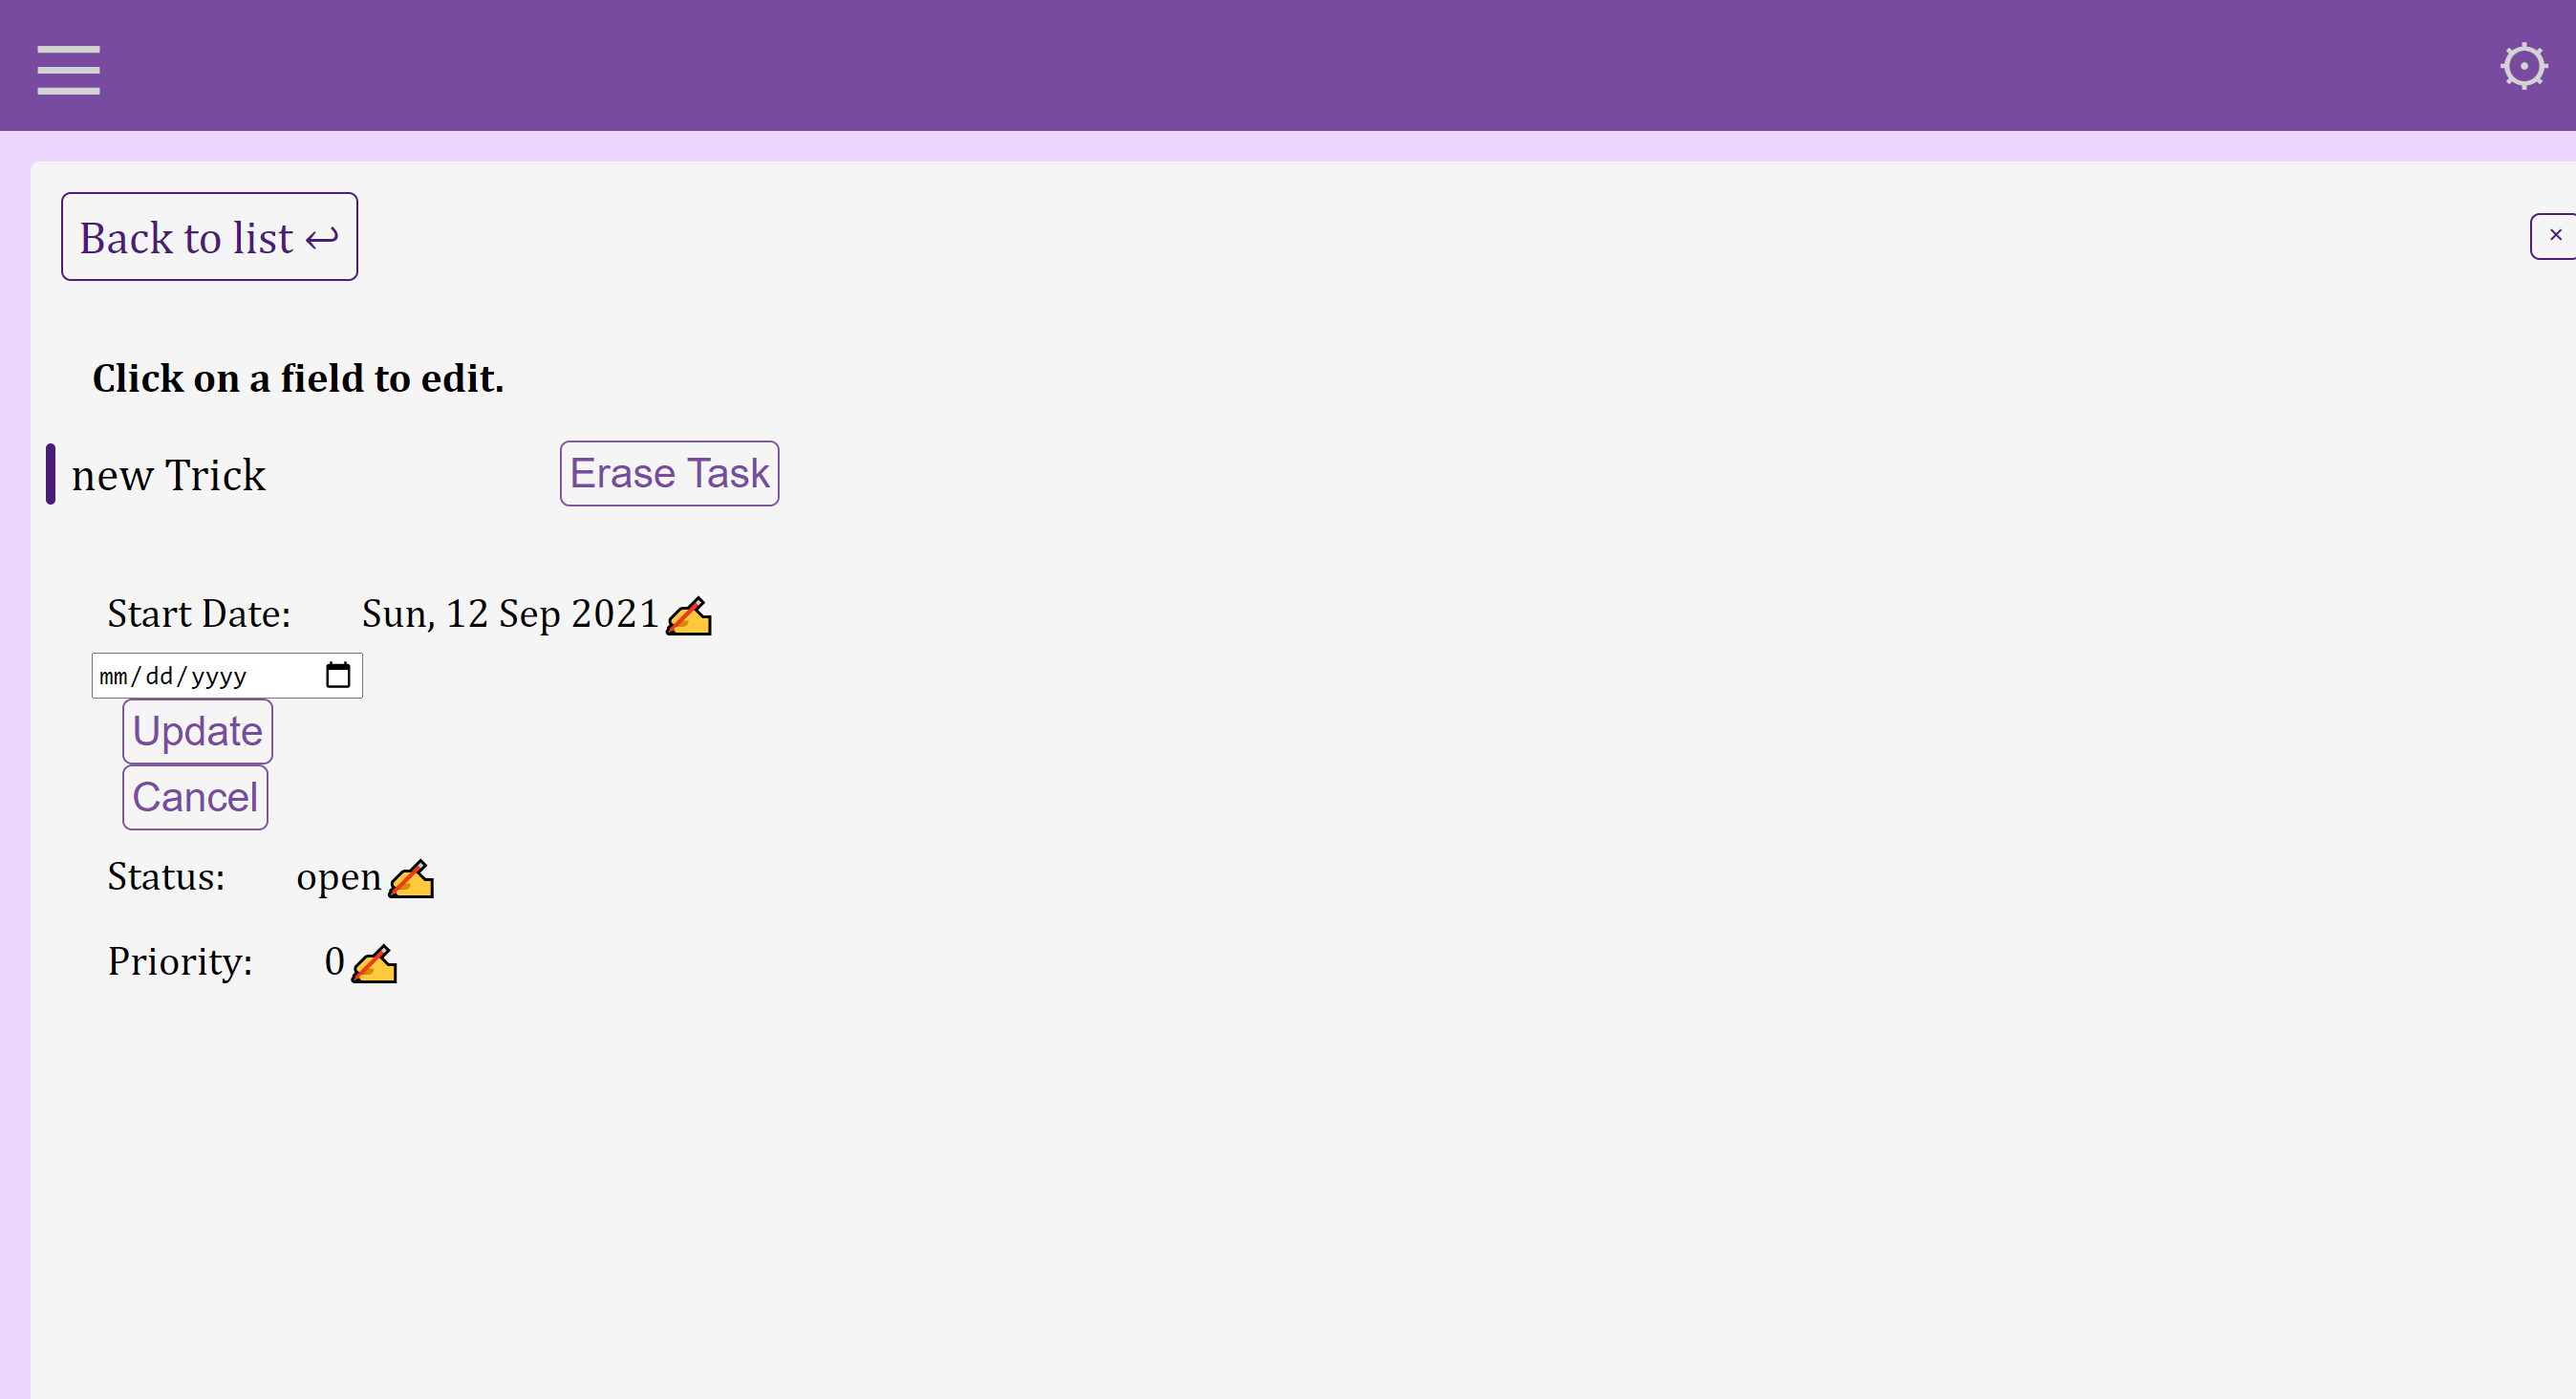 Back to list ↩
×
Click on a field to edit.
new Trick
Erase Task
Start Date: Sun, 12 Sep 2021✍
mm/dd/yyyy
Update
Cancel
Status: open✍
Priority: 0✍